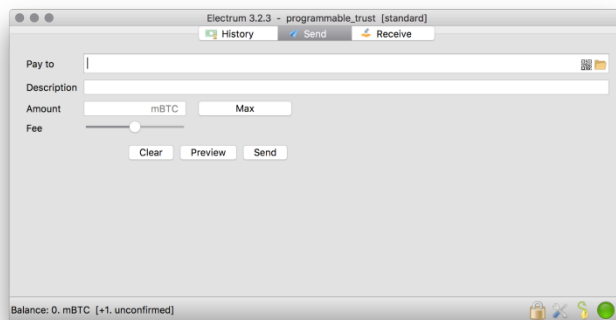 Electrum 3.2.3 - programmable_trust [standard]
History Send Receive
Pay to
Description
Amount mBTC Max
Fee
Clear Preview Send
Balance: 0. mBTC [+1. unconfirmed]